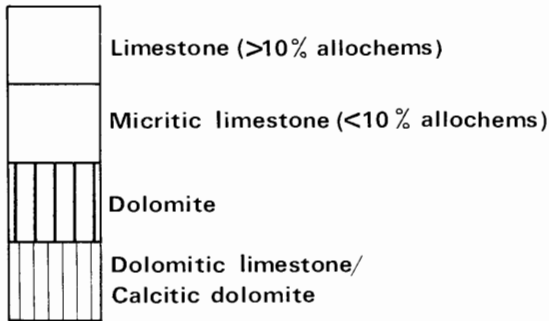 Limestone (>10% allochems)
Micritic limestone (<10% allochems)
Dolomite
Dolomitic limestone/
Calcitic dolomite